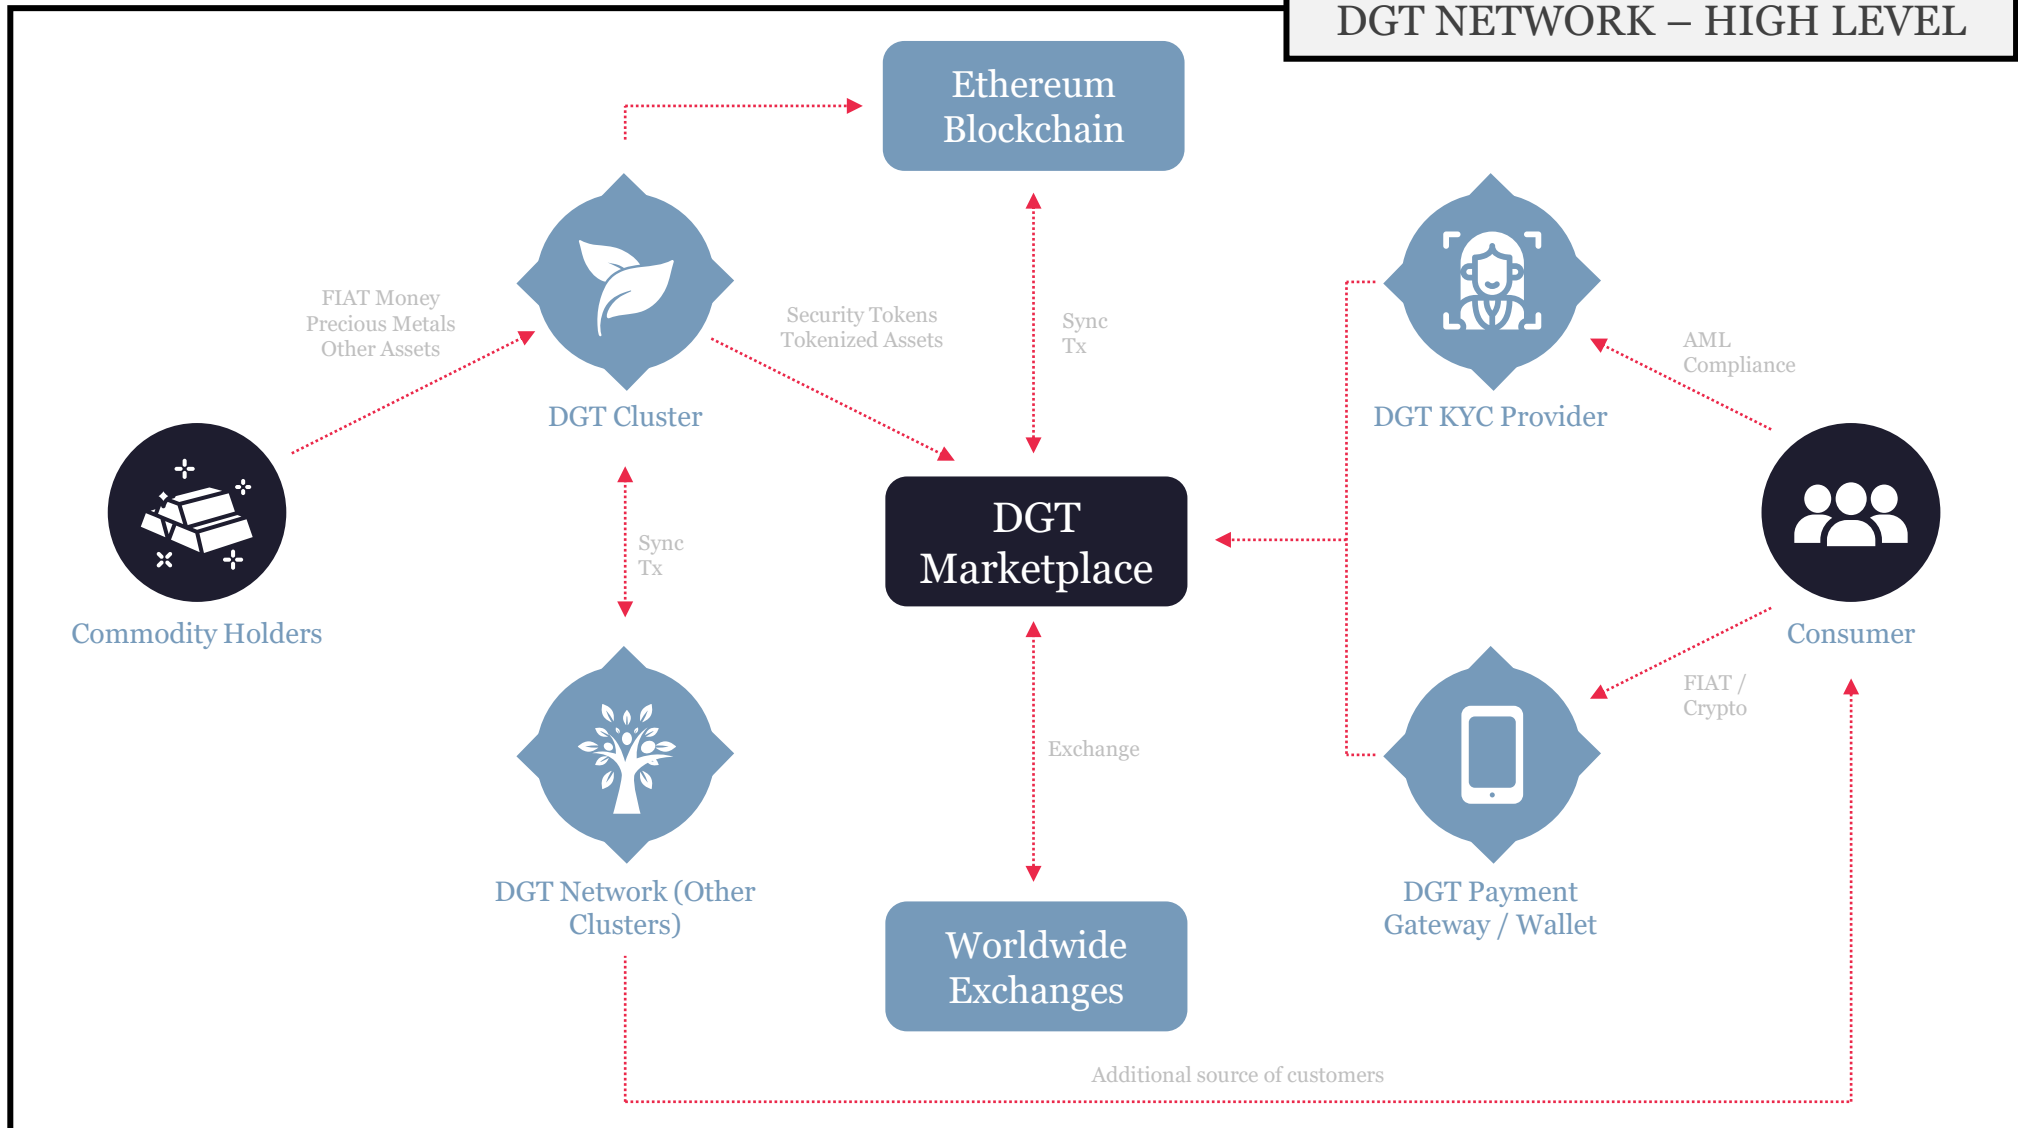 DGT NETWORK – HIGH LEVEL
Ethereum
Blockchain
FIAT Money
Precious Metals
Other Assets
Security Tokens
Tokenized Assets
Sync
Tx
AML
Compliance
DGT Cluster
DGT KYC Provider
DGT
Marketplace
Sync
Tx
Commodity Holders
Consumer
FIAT /
Crypto
Exchange
DGT Network (Other
Clusters)
DGT Payment
Gateway / Wallet
Worldwide
Exchanges
Additional source of customers